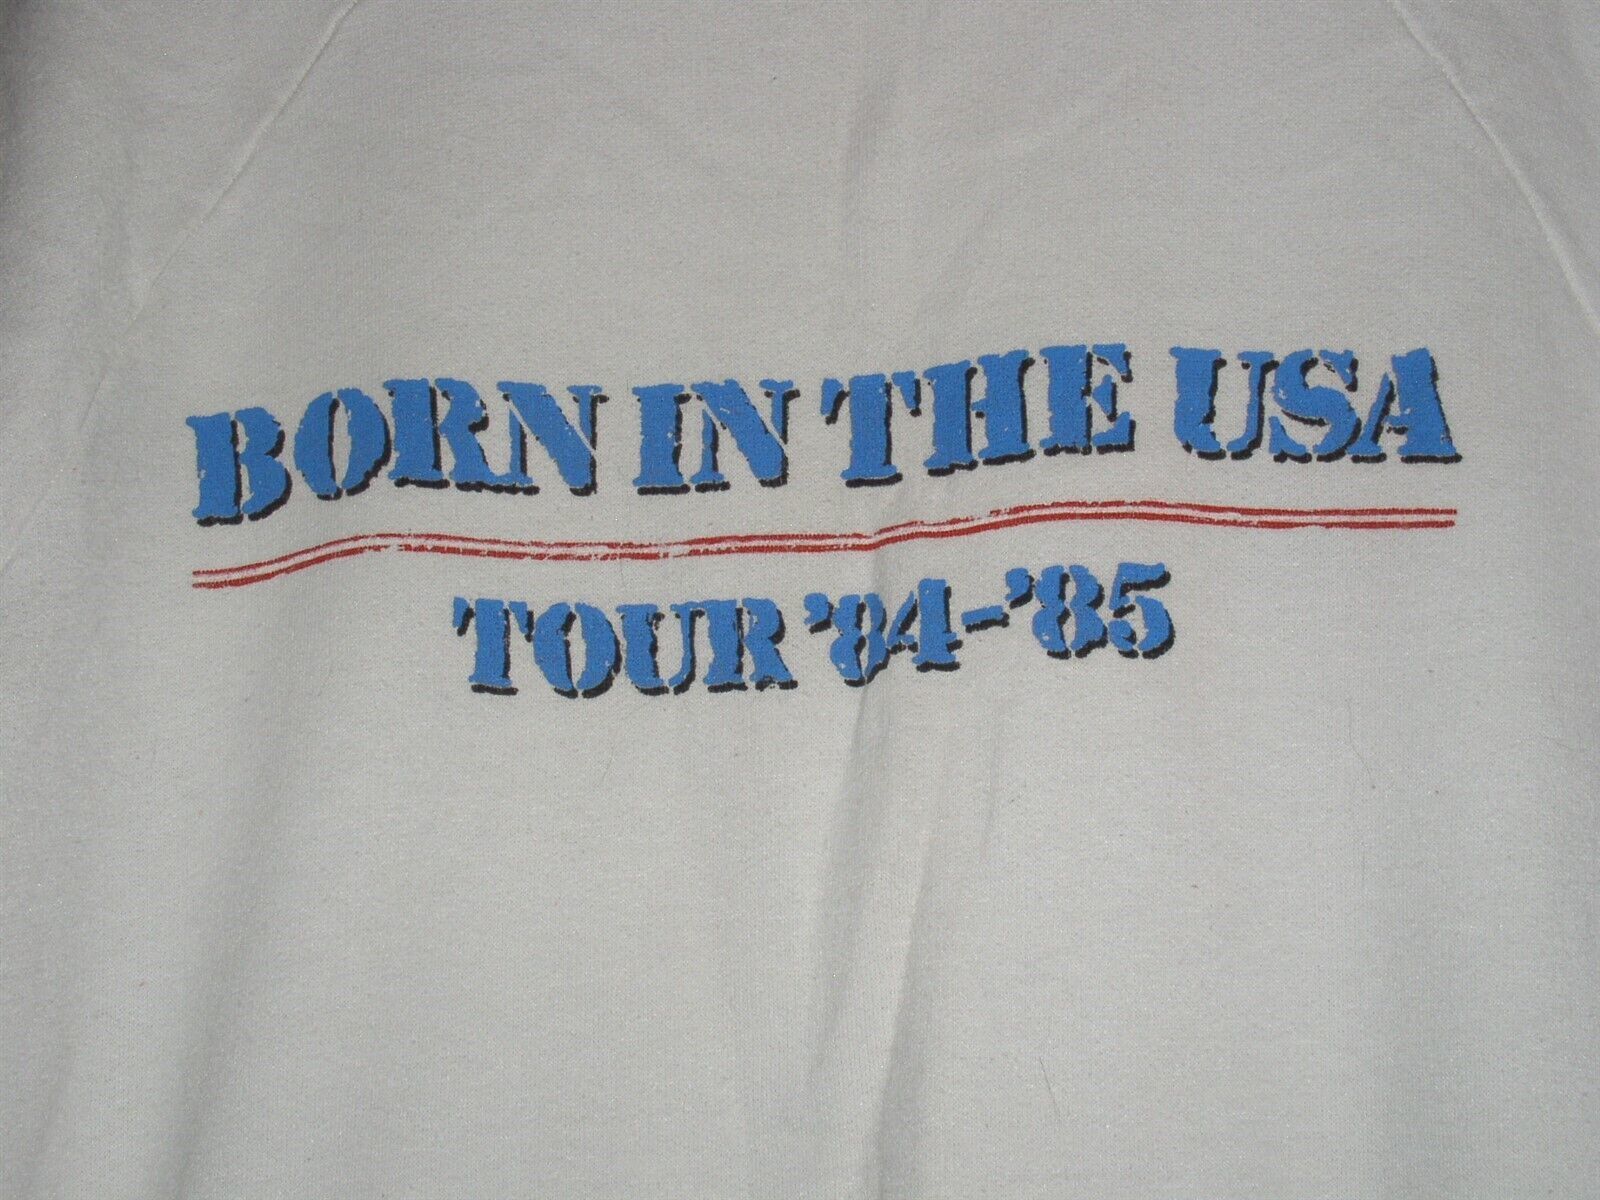 BORN IN THE USA
TOUR '84-'85